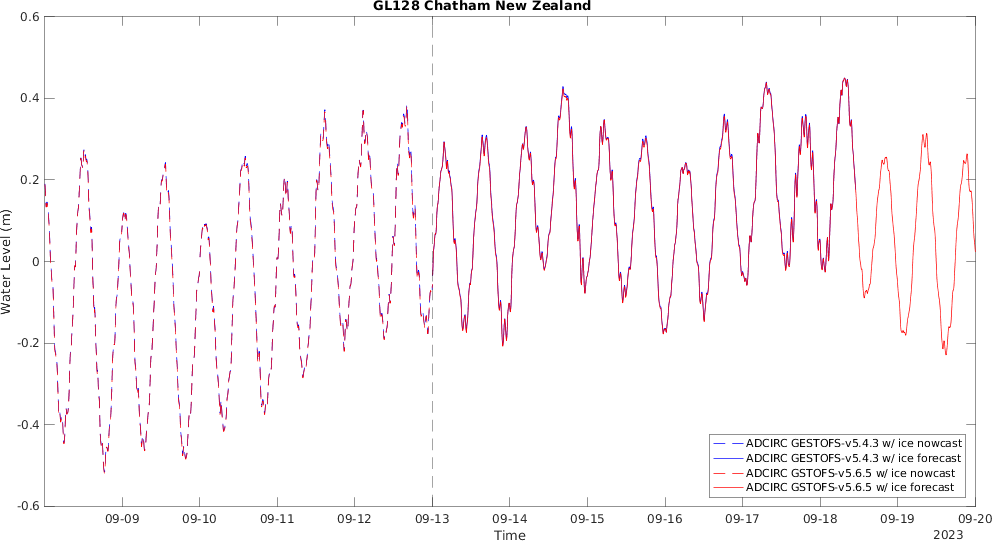 GL128 Chatham New Zealand
0.6
0.4
0.2
0
-0.2
-0.4
-0.6
Water Level (m)
ADCIRC GESTOFS-v5.4.3 w/ ice nowcast
ADCIRC GESTOFS-v5.4.3 w/ ice forecast
ADCIRC GSTOFS-v5.6.5 w/ ice nowcast
ADCIRC GSTOFS-v5.6.5 w/ ice forecast
09-09 09-10 09-11 09-12 09-13 09-14 09-15 09-16 09-17 09-18 09-19 09-20
Time
2023